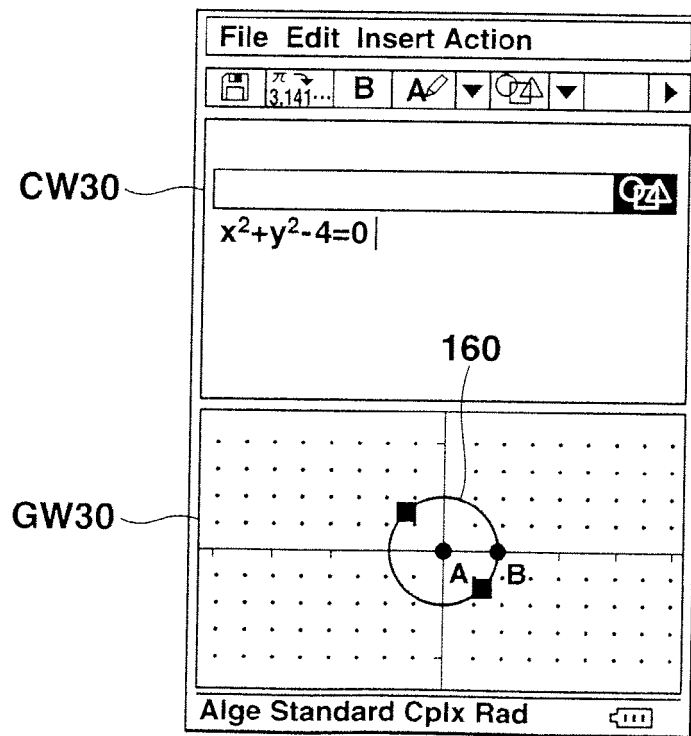 File Edit Insert Action
π
3.141… B A
CW30
x²+y²-4=0
160
GW30
A B
Alge Standard Cplx Rad